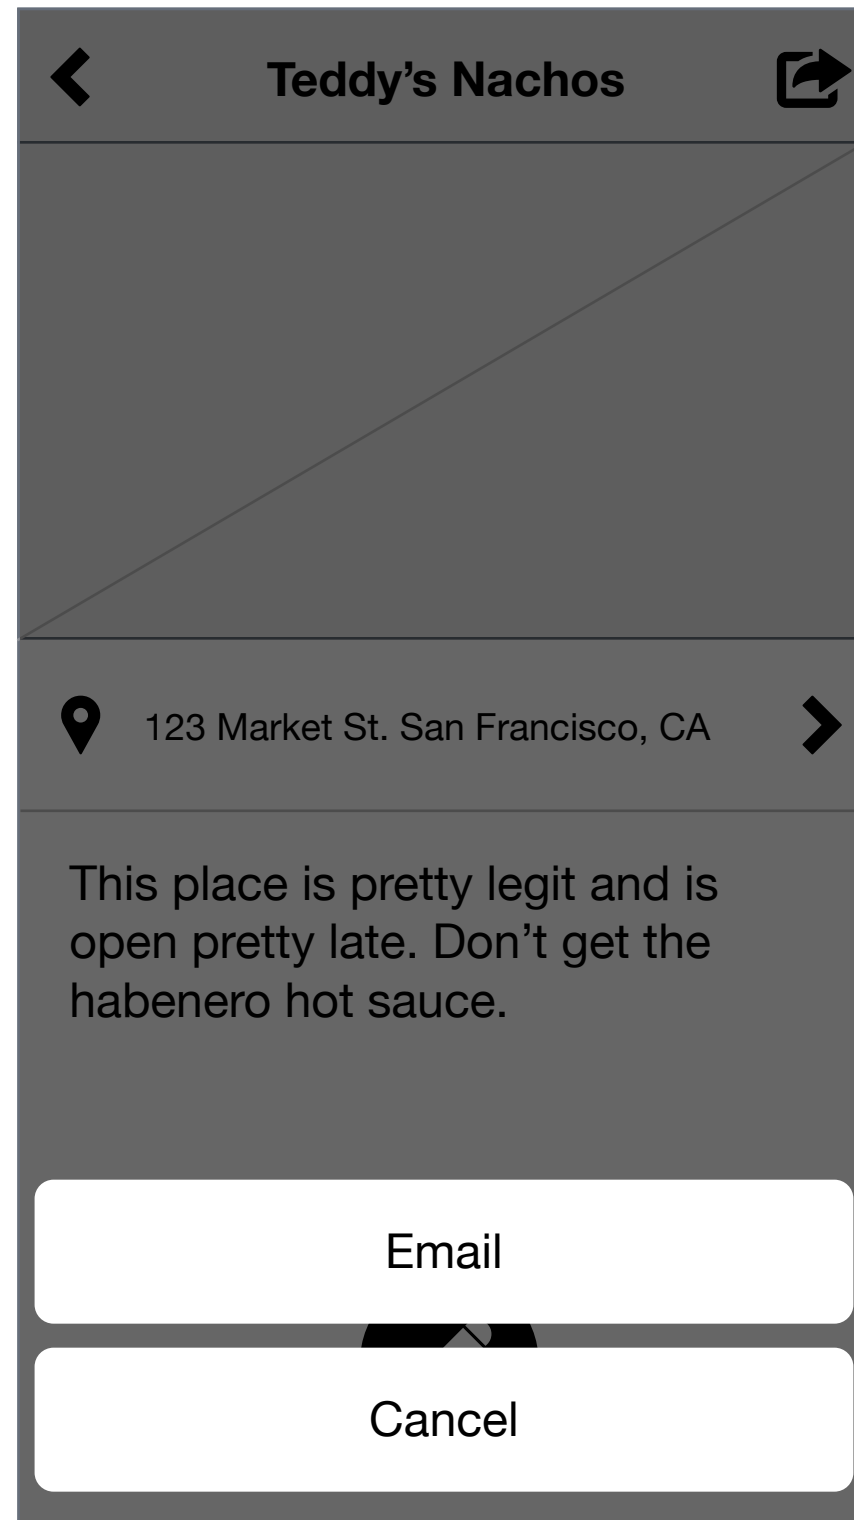 Teddy’s Nachos
123 Market St. San Francisco, CA
This place is pretty legit and is
open pretty late. Don’t get the
habenero hot sauce.
Email
Cancel